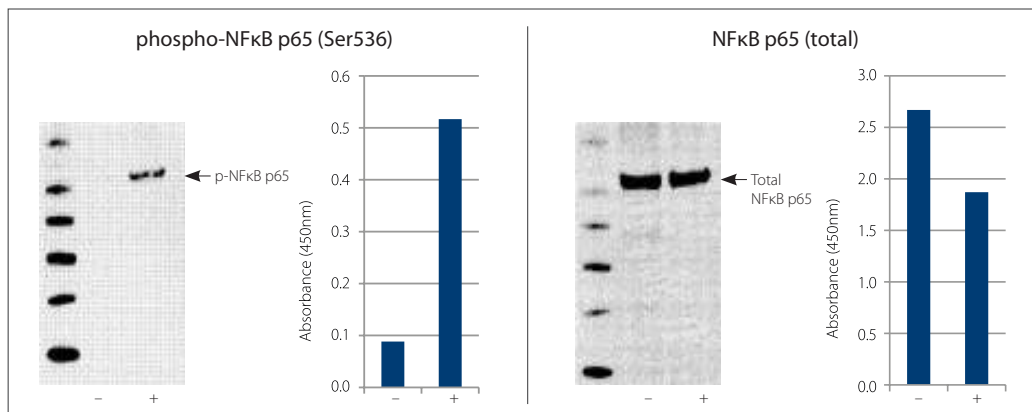 phospho-NFκB p65 (Ser536)
p-NFκB p65
– +
Absorbance (450nm)
0.6
0.5
0.4
0.3
0.2
0.1
0.0
– +
NFκB p65 (total)
Total
NFκB p65
– +
Absorbance (450nm)
3.0
2.5
2.0
1.5
1.0
0.5
0.0
– +